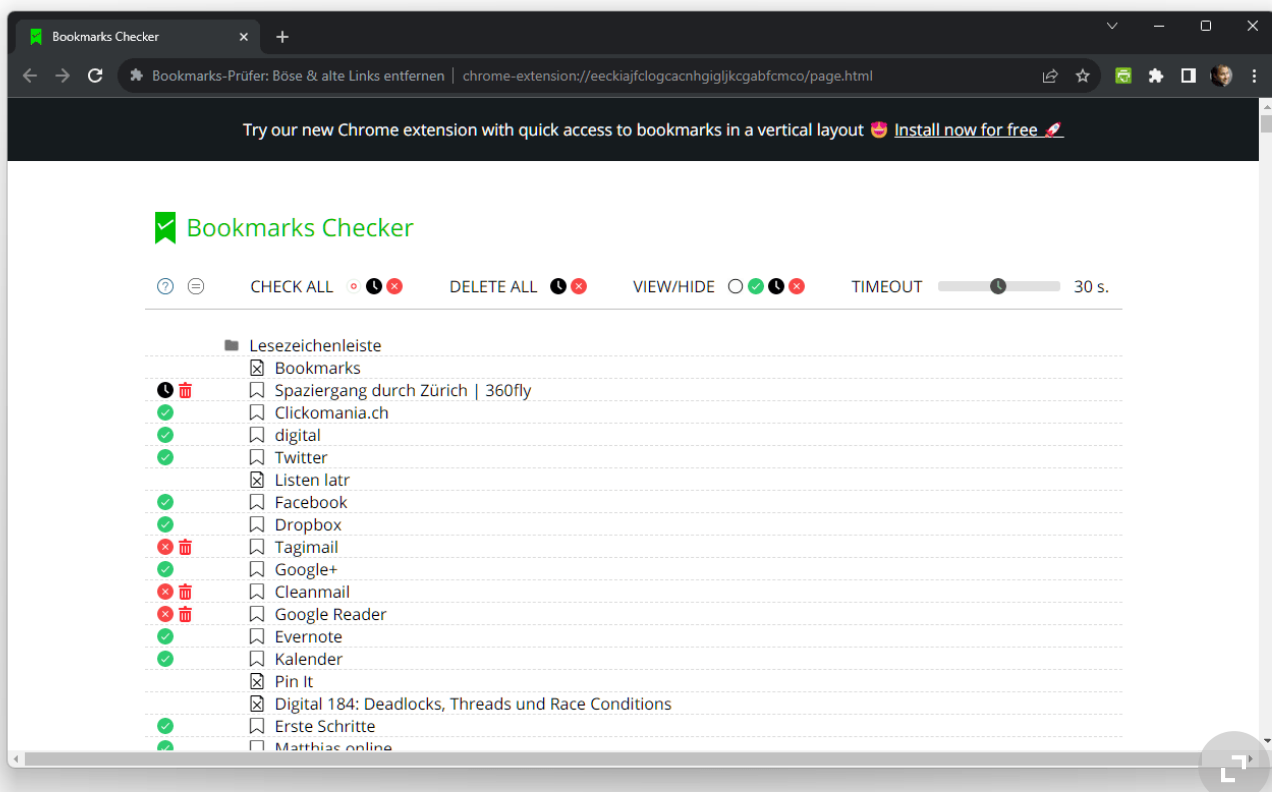 Bookmarks Checker
Bookmarks-Prüfer: Böse & alte Links entfernen | chrome-extension://eeckiajfclogcacnhgigljkcgabfcmco/page.html
Try our new Chrome extension with quick access to bookmarks in a vertical layout 🤩 Install now for free 🚀
Bookmarks Checker
CHECK ALL DELETE ALL VIEW/HIDE TIMEOUT 30 s.
Lesezeichenleiste
Bookmarks
Spaziergang durch Zürich | 360fly
Clickomania.ch
digital
Twitter
Listen latr
Facebook
Dropbox
Tagimail
Google+
Cleanmail
Google Reader
Evernote
Kalender
Pin It
Digital 184: Deadlocks, Threads und Race Conditions
Erste Schritte
Matthias online